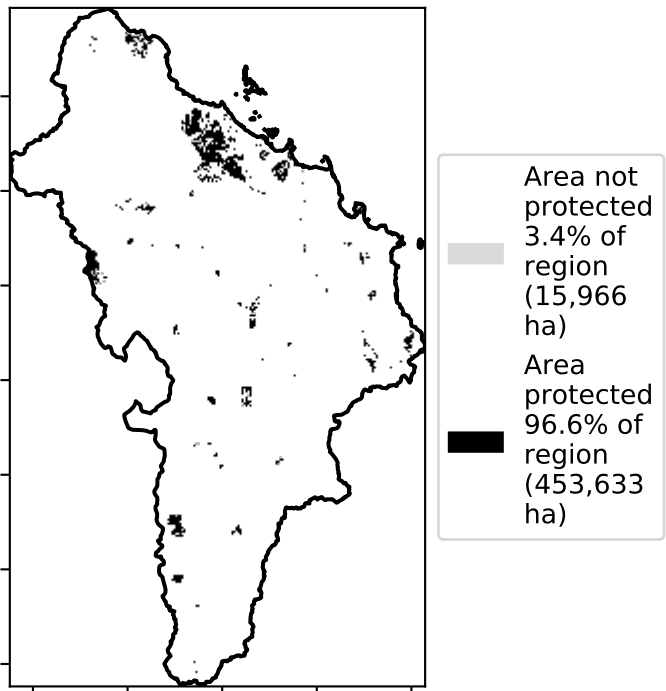 Area not
protected
3.4% of
region
(15,966
ha)
Area
protected
96.6% of
region
(453,633
ha)